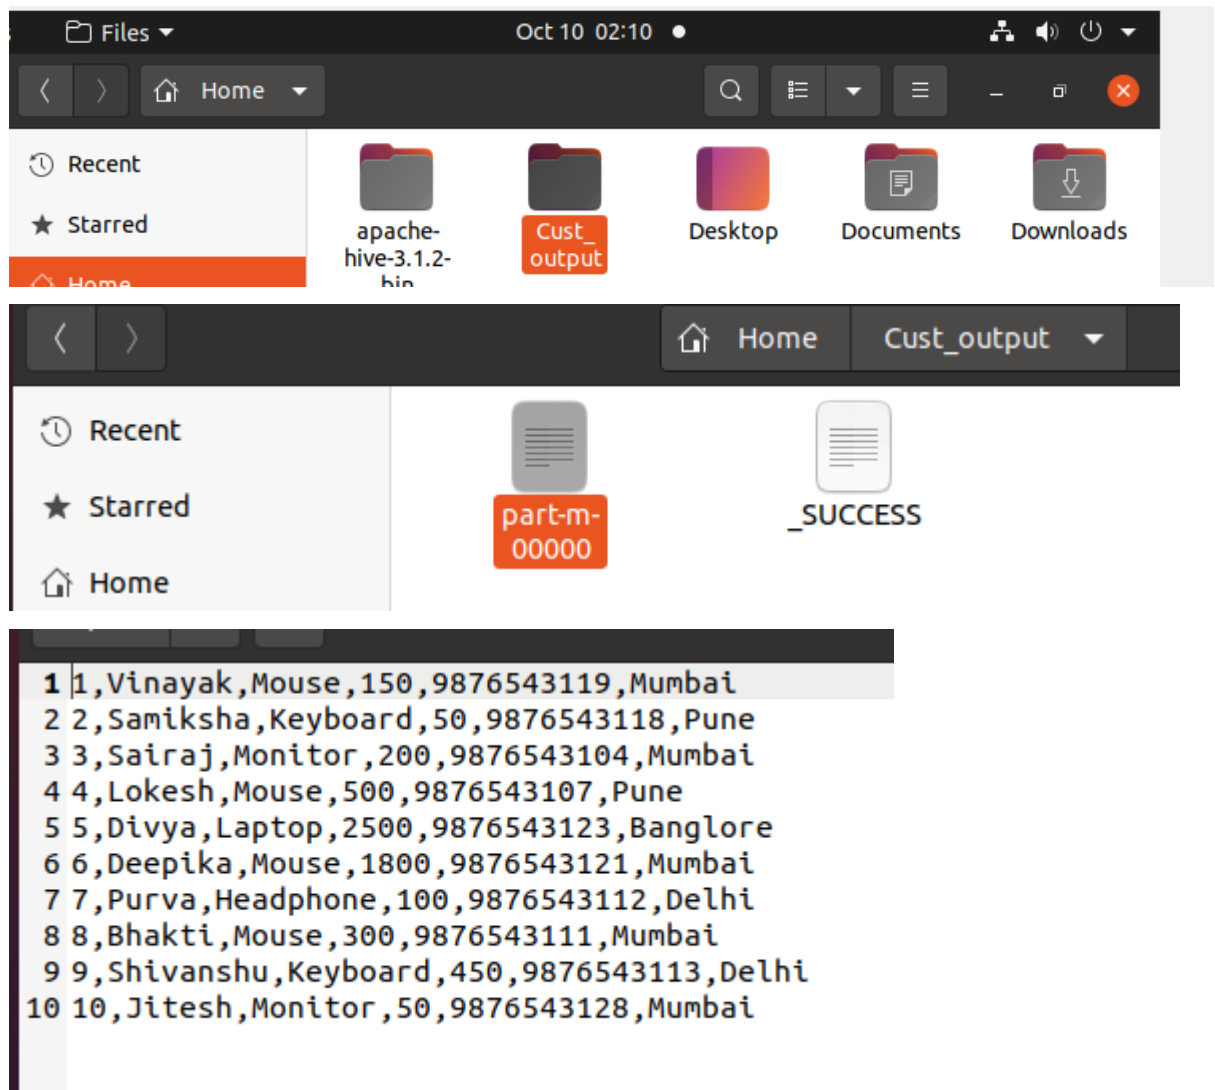 Files
Oct 10 02:10
Home
Recent
Starred
Home
apache-
hive-3.1.2-
bin
Cust_
output
Desktop
Documents
Downloads
Home
Cust_output
Recent
Starred
Home
part-m-
00000
_SUCCESS
1 1,Vinayak,Mouse,150,9876543119,Mumbai
2 2,Samiksha,Keyboard,50,9876543118,Pune
3 3,Sairaj,Monitor,200,9876543104,Mumbai
4 4,Lokesh,Mouse,500,9876543107,Pune
5 5,Divya,Laptop,2500,9876543123,Banglore
6 6,Deepika,Mouse,1800,9876543121,Mumbai
7 7,Purva,Headphone,100,9876543112,Delhi
8 8,Bhakti,Mouse,300,9876543111,Mumbai
9 9,Shivanshu,Keyboard,450,9876543113,Delhi
10 10,Jitesh,Monitor,50,9876543128,Mumbai